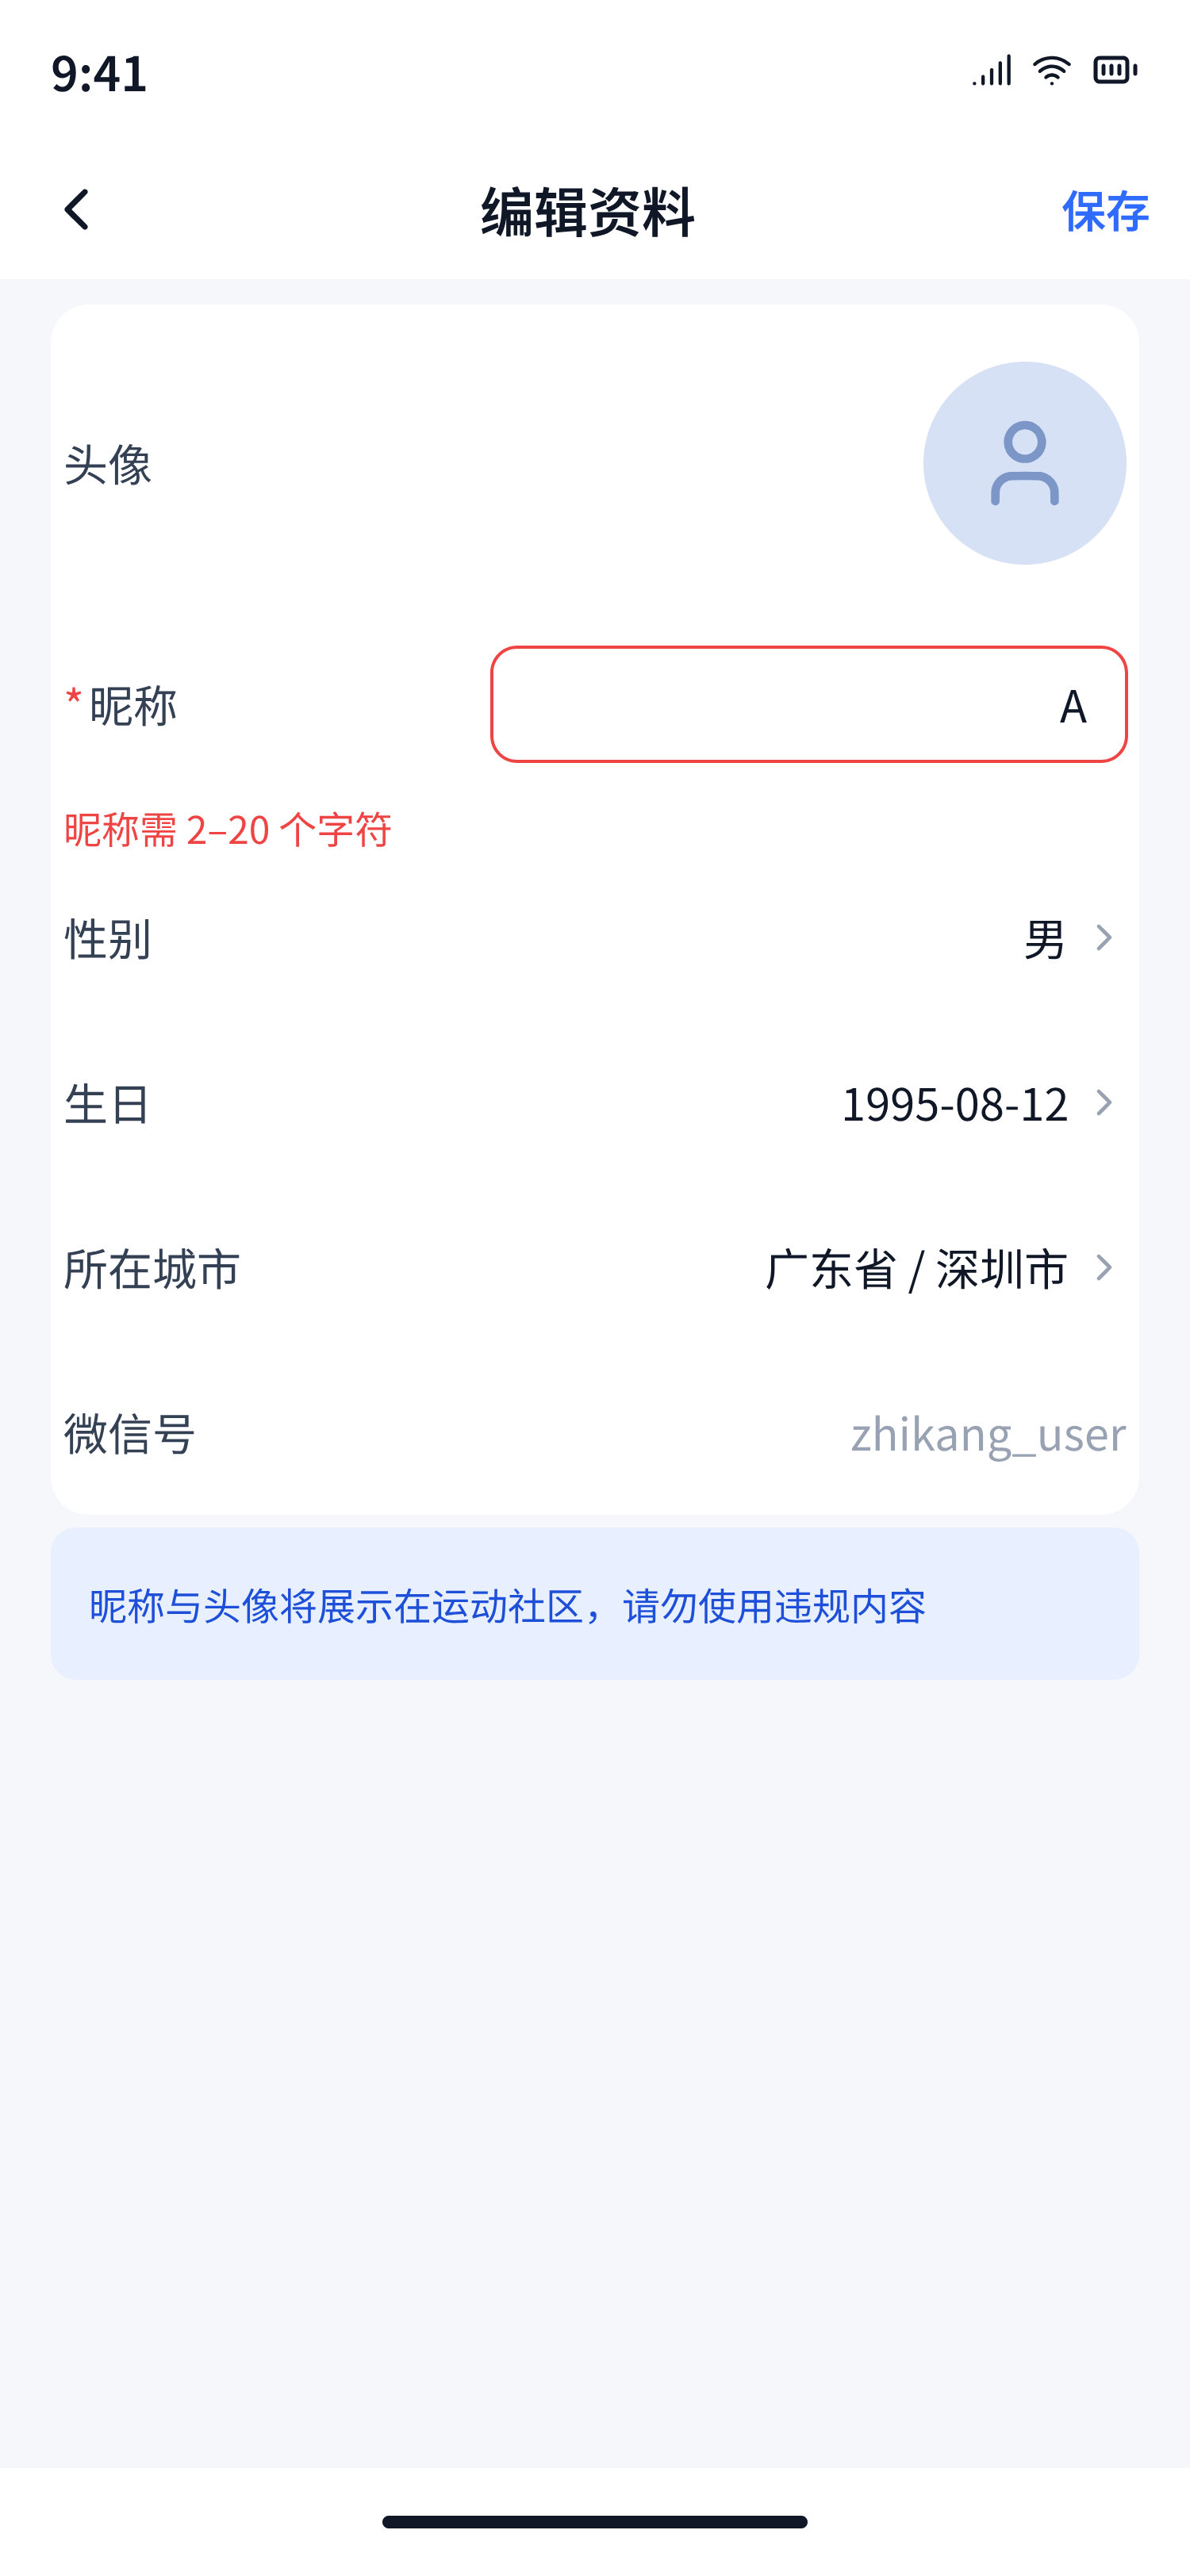 9:41
编辑资料
保存
头像
*昵称
A
昵称需 2–20 个字符
性别
男
生日
1995-08-12
所在城市
广东省 / 深圳市
微信号
zhikang_user
昵称与头像将展示在运动社区，请勿使用违规内容